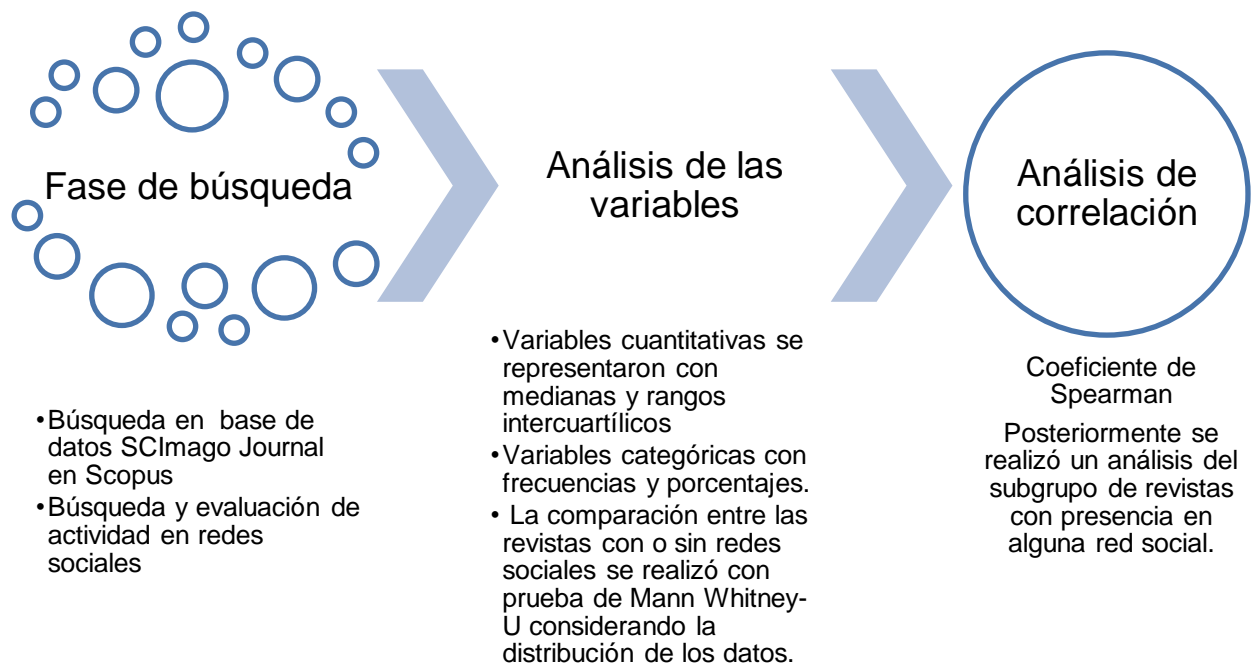 Fase de búsqueda
•Búsqueda en base de
datos SCImago Journal
en Scopus
•Búsqueda y evaluación de
actividad en redes
sociales
Análisis de las
variables
•Variables cuantitativas se
representaron con
medianas y rangos
intercuartílicos
•Variables categóricas con
frecuencias y porcentajes.
• La comparación entre las
revistas con o sin redes
sociales se realizó con
prueba de Mann Whitney-
U considerando la
distribución de los datos.
Análisis de
correlación
Coeficiente de
Spearman
Posteriormente se
realizó un análisis del
subgrupo de revistas
con presencia en
alguna red social.